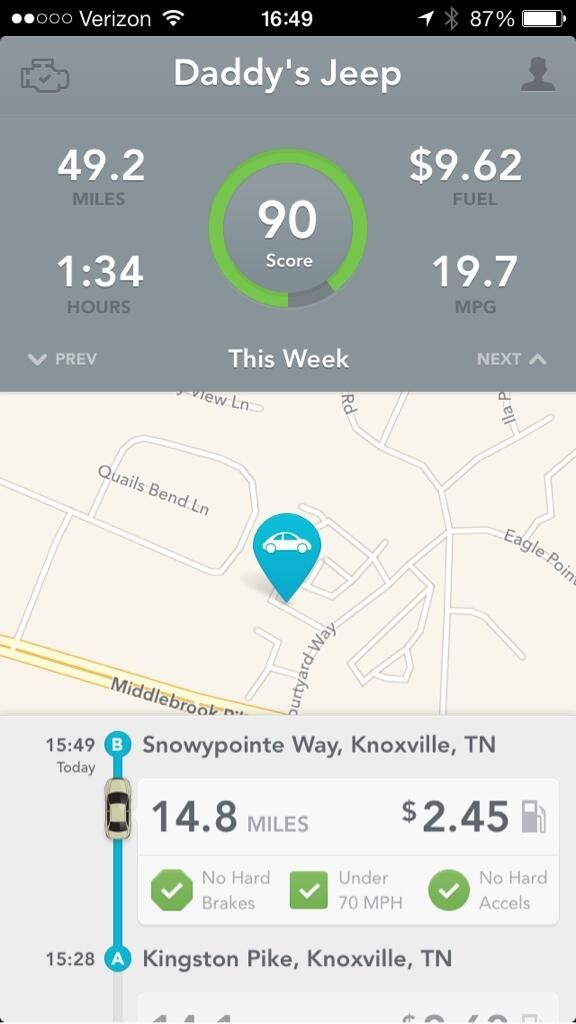 Verizon 16:49 87%
Daddy's Jeep
49.2 MILES
90 Score
$9.62 FUEL
1:34 HOURS
19.7 MPG
PREV This Week NEXT
View Ln
Rd
Quails Bend Ln
Eagle Point
Middlebrook
ourtyard Way
15:49 B Snowypointe Way, Knoxville, TN
Today
14.8 MILES $2.45
No Hard Brakes
Under 70 MPH
No Hard Accels
15:28 A Kingston Pike, Knoxville, TN